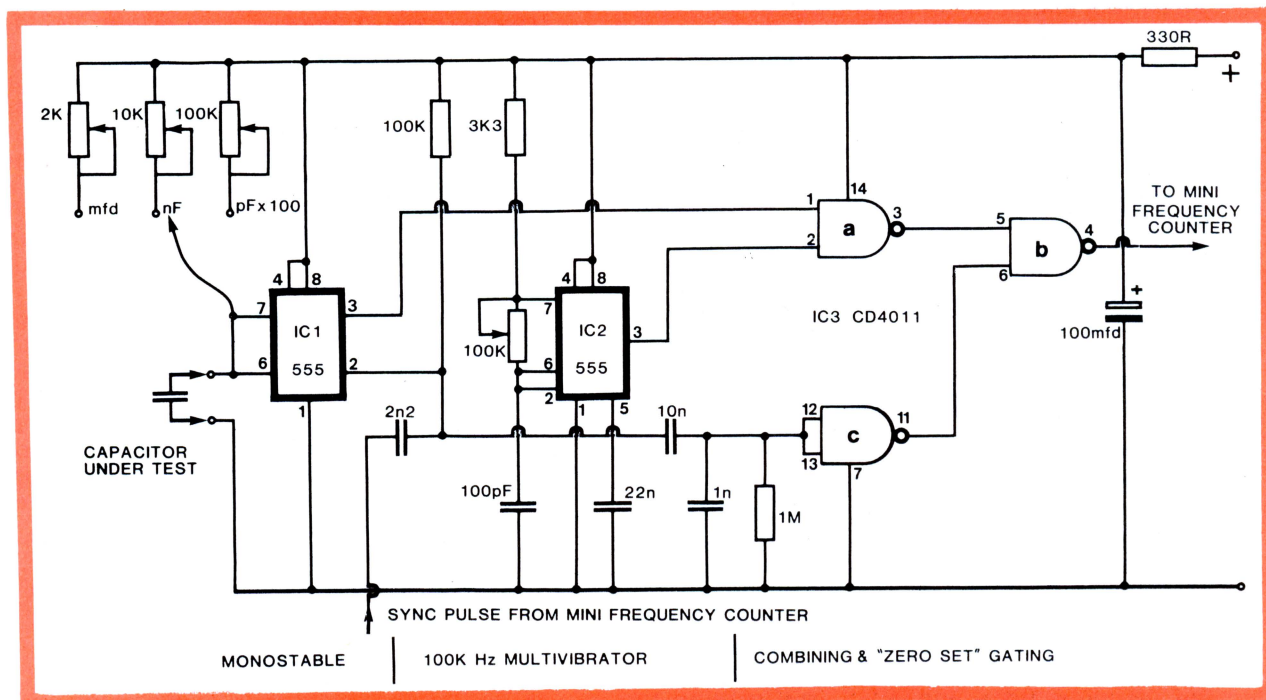 330R
+
2K
10K
100K
100K
3K3
mfd
nF
pFx100
14
1
2
3
a
5
6
4
b
TO MINI
FREQUENCY
COUNTER
4
8
7
3
IC1
555
6
2
1
4
8
7
3
IC2
555
6
2
1
5
100K
IC3 CD4011
+
100mfd
CAPACITOR
UNDER TEST
2n2
10n
12
13
11
c
7
100pF
22n
1n
1M
SYNC PULSE FROM MINI FREQUENCY COUNTER
MONOSTABLE
100K Hz MULTIVIBRATOR
COMBINING & "ZERO SET" GATING